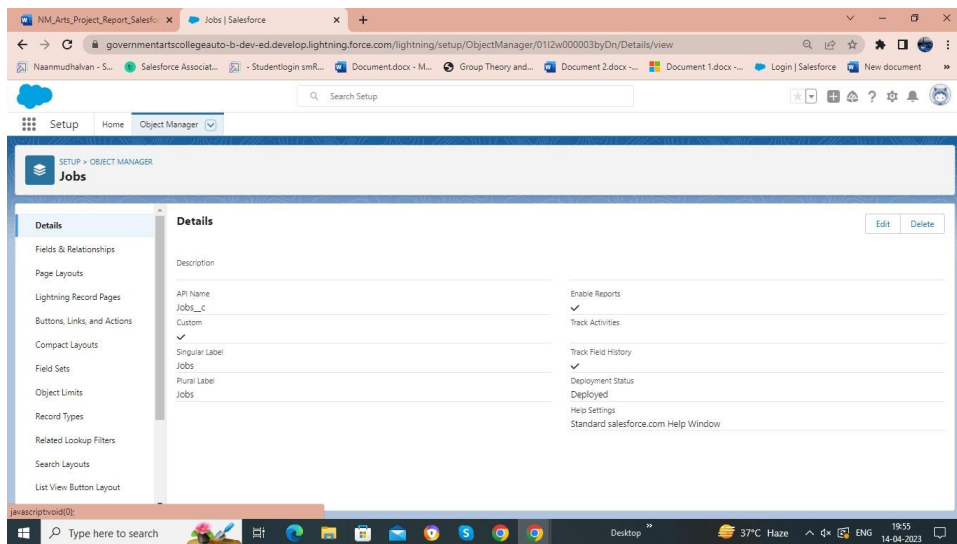 NM_Arts_Project_Report_Salesfo
Jobs | Salesforce
governmentartscollegeauto-b-dev-ed.develop.lightning.force.com/lightning/setup/ObjectManager/01I2w000003byDn/Details/view
Naanmudhalvan - S...
Salesforce Associat...
- Studentlogin smR...
Document.docx - M...
Group Theory and...
Document 2.docx -...
Document 1.docx -...
Login | Salesforce
New document
»
Search Setup
Setup
Home
Object Manager
SETUP > OBJECT MANAGER
Jobs
Details
Fields & Relationships
Page Layouts
Lightning Record Pages
Buttons, Links, and Actions
Compact Layouts
Field Sets
Object Limits
Record Types
Related Lookup Filters
Search Layouts
List View Button Layout
Details
Edit
Delete
Description
API Name
Jobs__c
Custom
Singular Label
Jobs
Plural Label
Jobs
Enable Reports
Track Activities
Track Field History
Deployment Status
Deployed
Help Settings
Standard salesforce.com Help Window
javascript:void(0);
Type here to search
Desktop
»
37°C Haze
ENG
19:55
14-04-2023